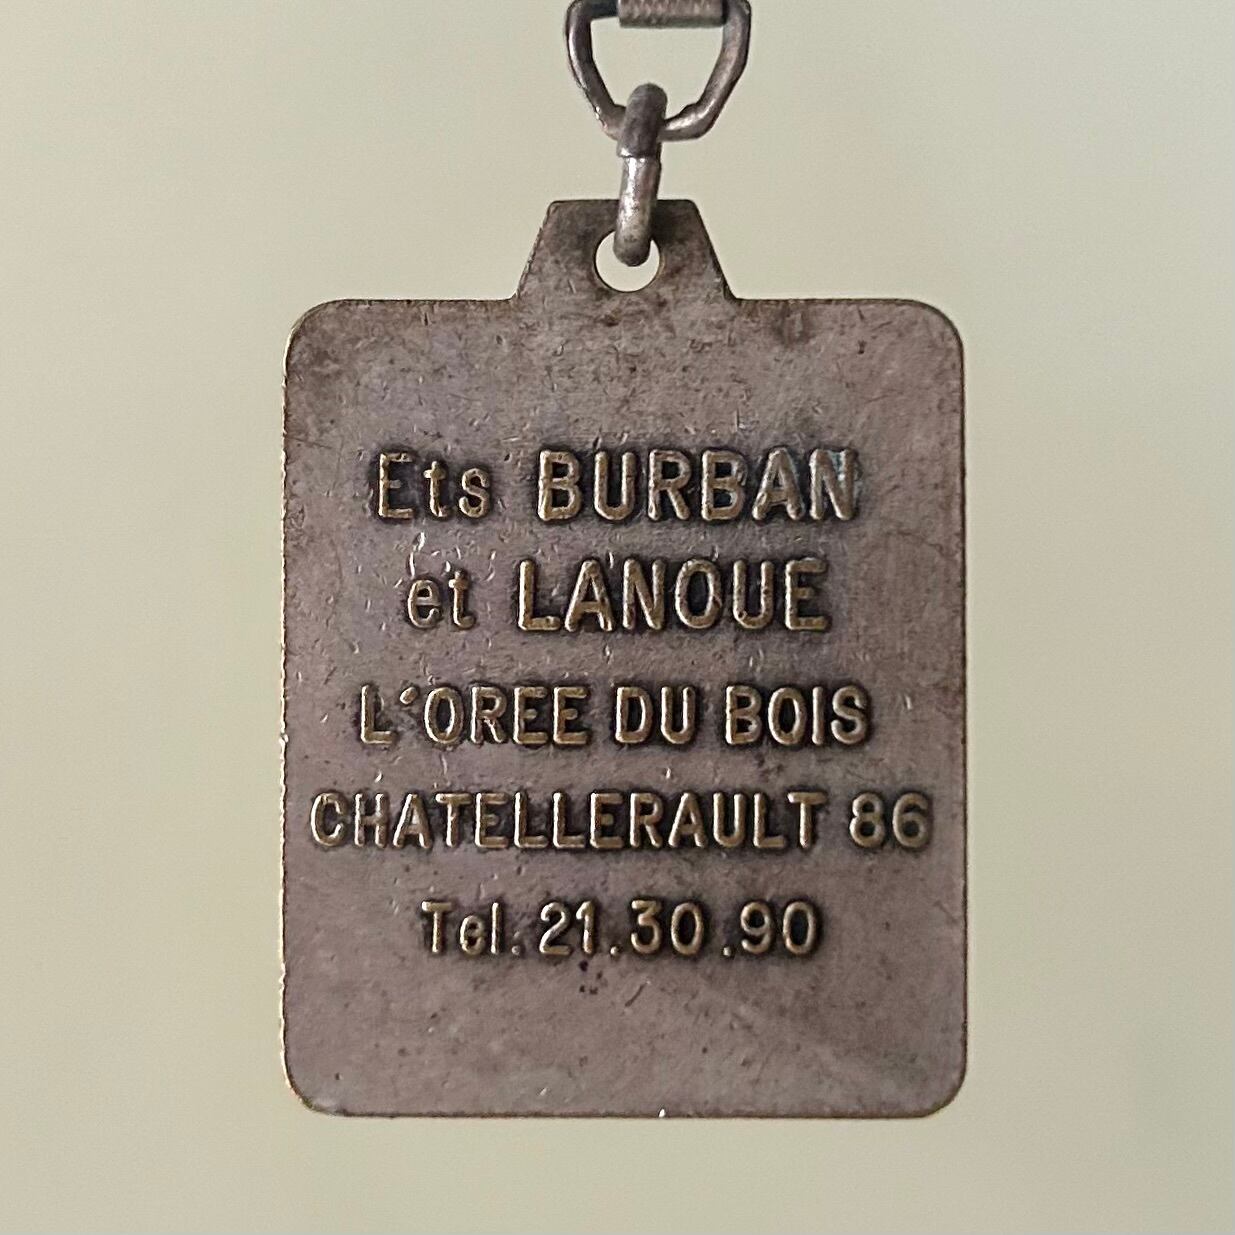 Ets BURBAN
et LANOUE
L'OREE DU BOIS
CHATELLERAULT 86
Tel. 21.30.90